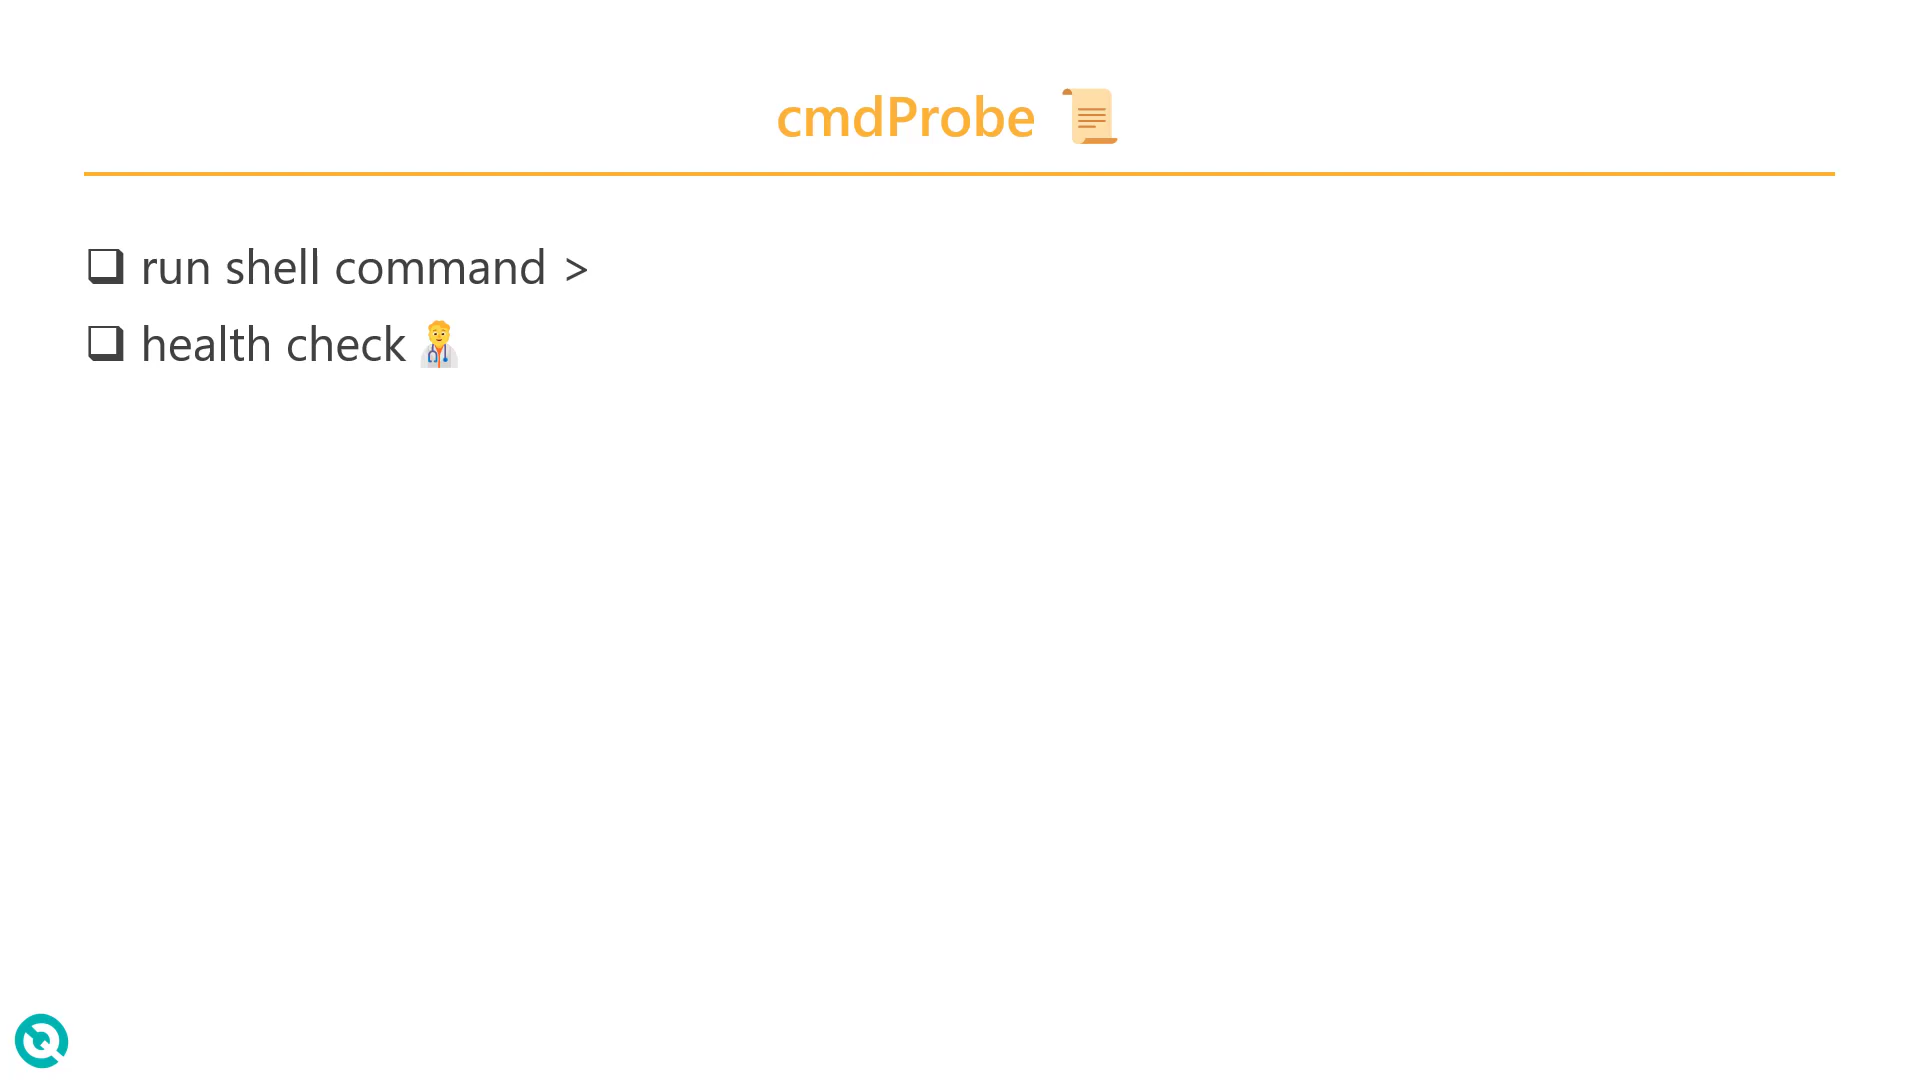 cmdProbe 📜
❑ run shell command >
❑ health check 🧑‍⚕️